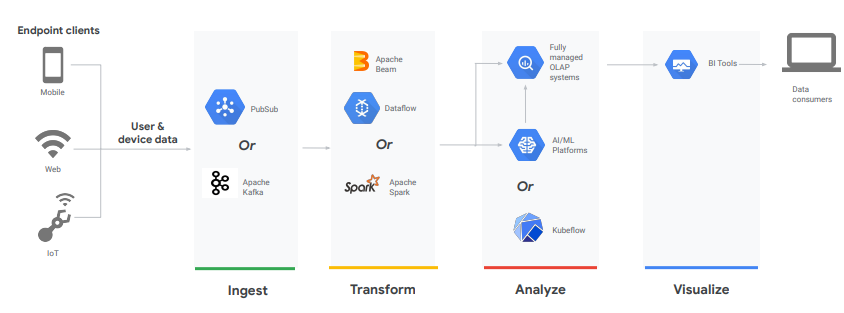 Endpoint clients
Mobile
Web
IoT
User &
device data
PubSub
Or
Apache
Kafka
Ingest
Apache
Beam
Dataflow
Or
Spark
Apache
Spark
Transform
Fully
managed
OLAP
systems
AI/ML
Platforms
Or
Kubeflow
Analyze
BI Tools
Visualize
Data
consumers